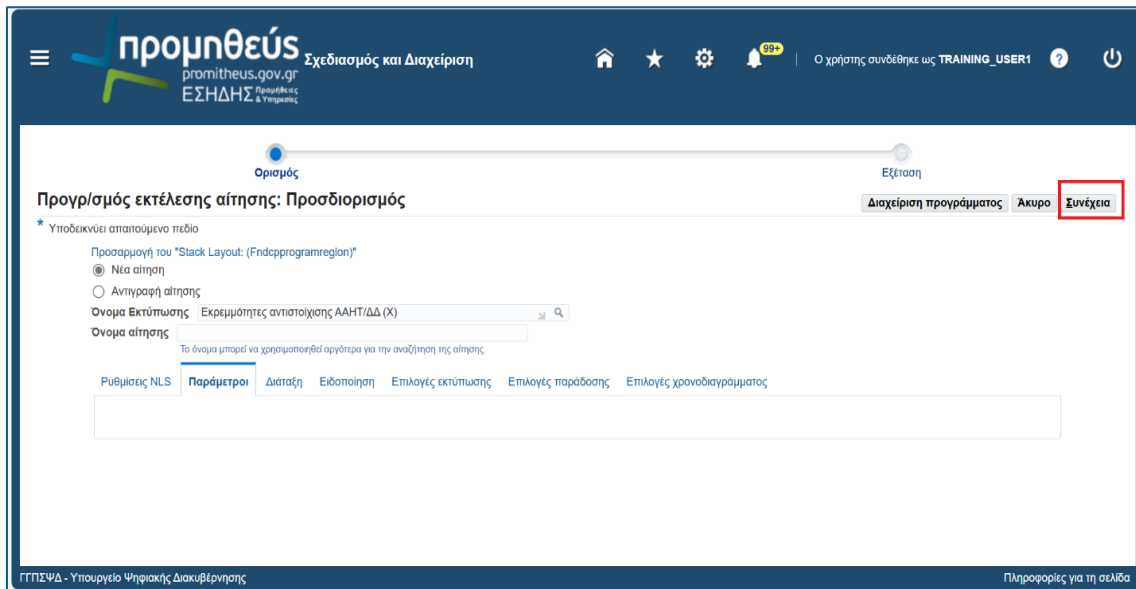 προμηθεύς Σχεδιασμός και Διαχείριση 99+ Ο χρήστης συνδέθηκε ως TRAINING_USER1 ?
promitheus.gov.gr
ΕΣΗΔΗΣ Προμήθειες & Υπηρεσίες
Ορισμός Εξέταση
Προγρ/σμός εκτέλεσης αίτησης: Προσδιορισμός Διαχείριση προγράμματος Άκυρο Συνέχεια
* Υποδεικνύει απαιτούμενο πεδίο
Προσαρμογή του "Stack Layout: (Fndcpprogramregion)"
Νέα αίτηση
Αντιγραφή αίτησης
Όνομα Εκτύπωσης Εκρεμμότητες αντιστοίχισης ΑΑΗΤ/ΔΔ (Χ)
Όνομα αίτησης
Το όνομα μπορεί να χρησιμοποιηθεί αργότερα για την αναζήτηση της αίτησης.
Ρυθμίσεις NLS Παράμετροι Διάταξη Ειδοποίηση Επιλογές εκτύπωσης Επιλογές παράδοσης Επιλογές χρονοδιαγράμματος
ΓΓΠΣΨΔ - Υπουργείο Ψηφιακής Διακυβέρνησης Πληροφορίες για τη σελίδα